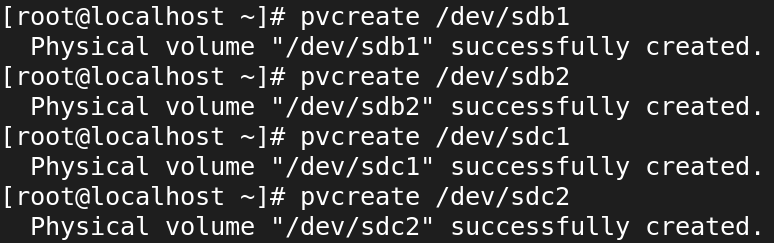 [root@localhost ~]# pvcreate /dev/sdb1
  Physical volume "/dev/sdb1" successfully created.
[root@localhost ~]# pvcreate /dev/sdb2
  Physical volume "/dev/sdb2" successfully created.
[root@localhost ~]# pvcreate /dev/sdc1
  Physical volume "/dev/sdc1" successfully created.
[root@localhost ~]# pvcreate /dev/sdc2
  Physical volume "/dev/sdc2" successfully created.